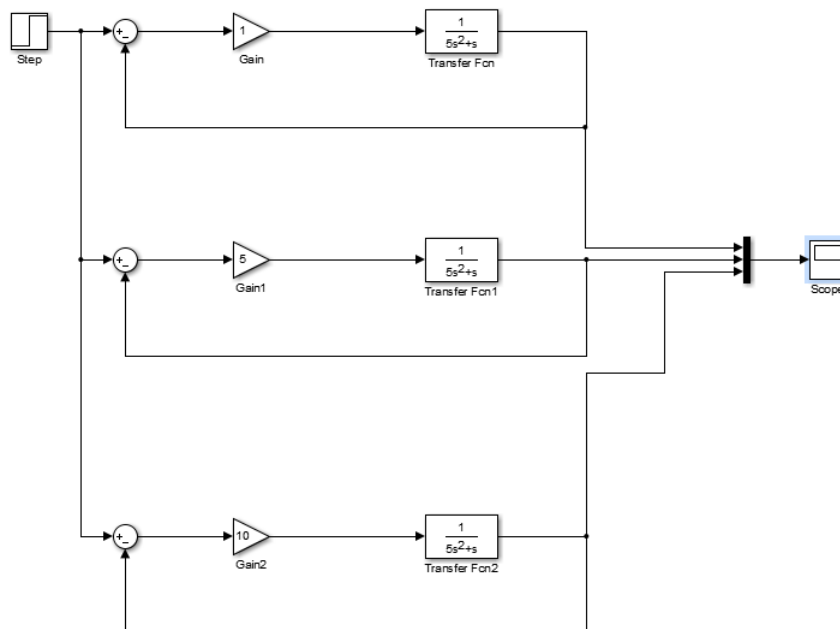 Step
+
-
1
Gain
1
5s²+s
Transfer Fcn
+
-
5
Gain1
1
5s²+s
Transfer Fcn1
Scope
+
-
10
Gain2
1
5s²+s
Transfer Fcn2